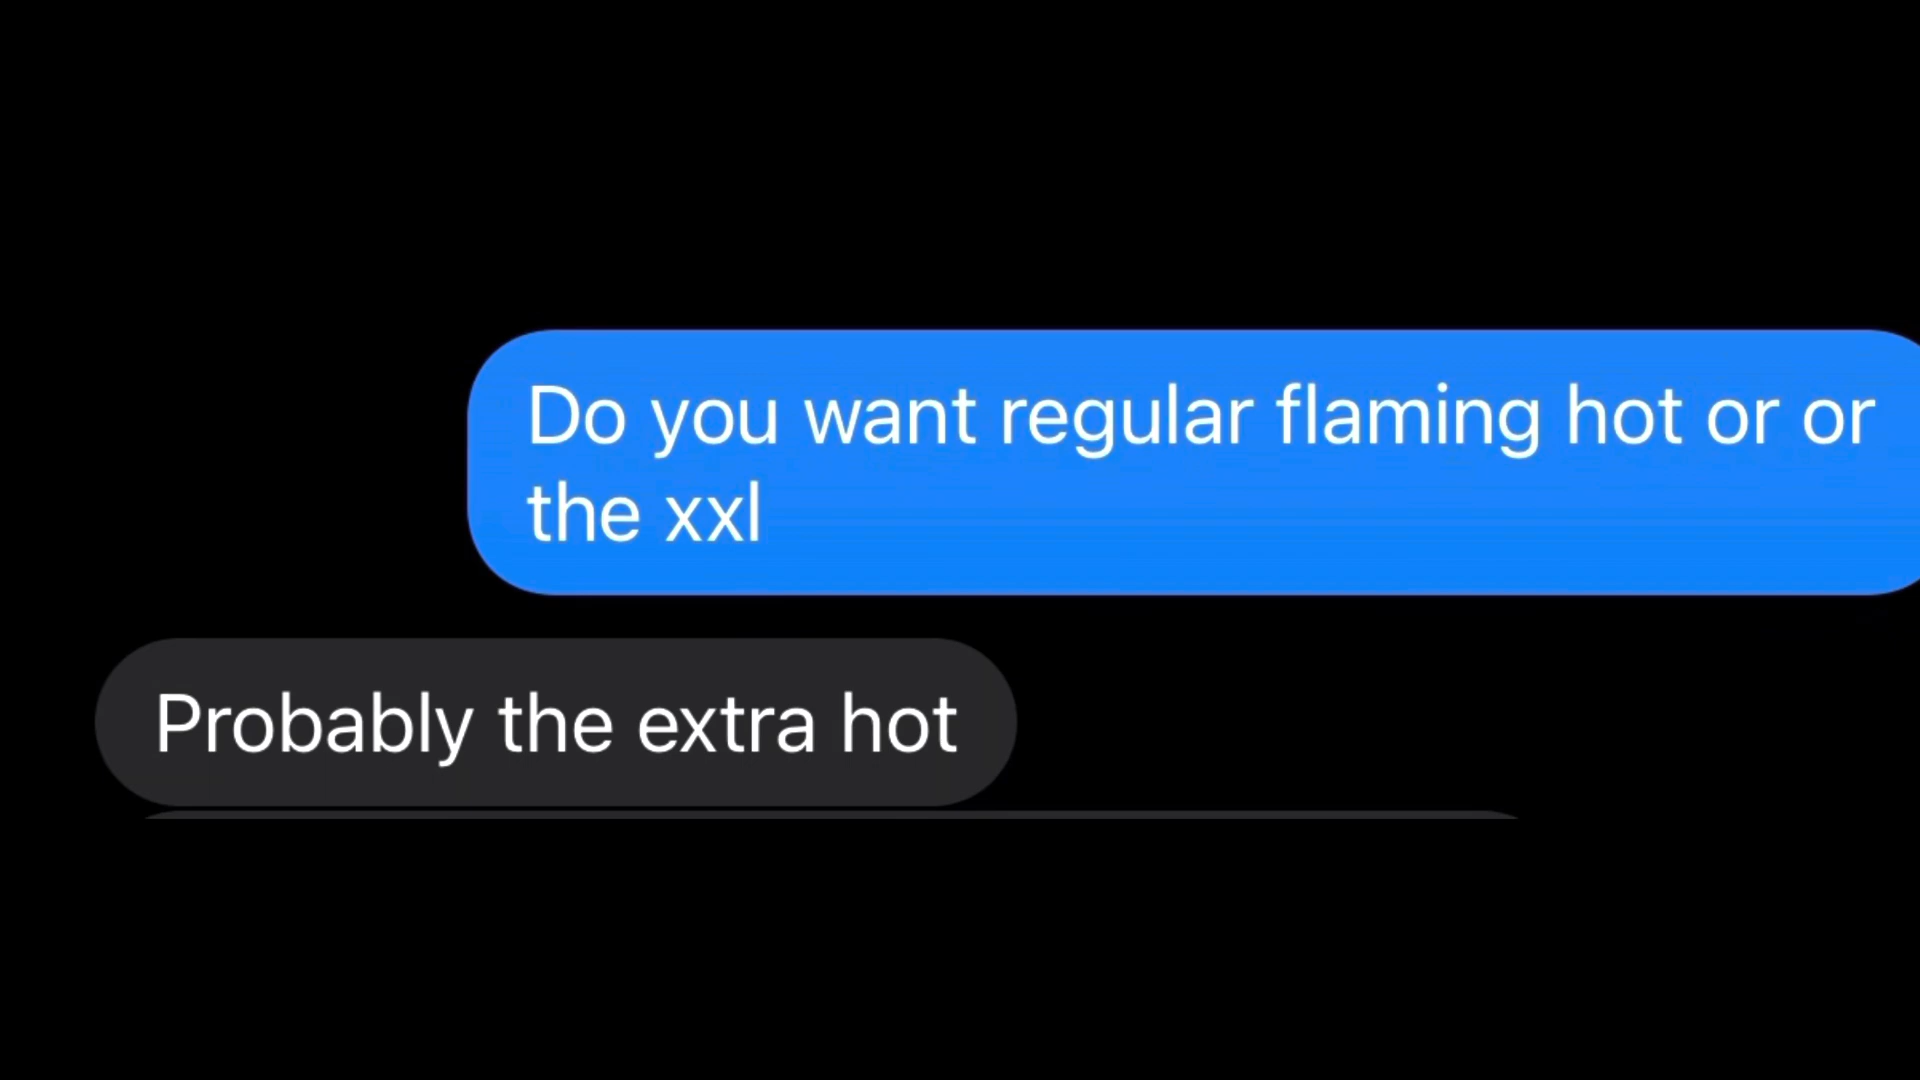 Do you want regular flaming hot or or
the xxl
Probably the extra hot